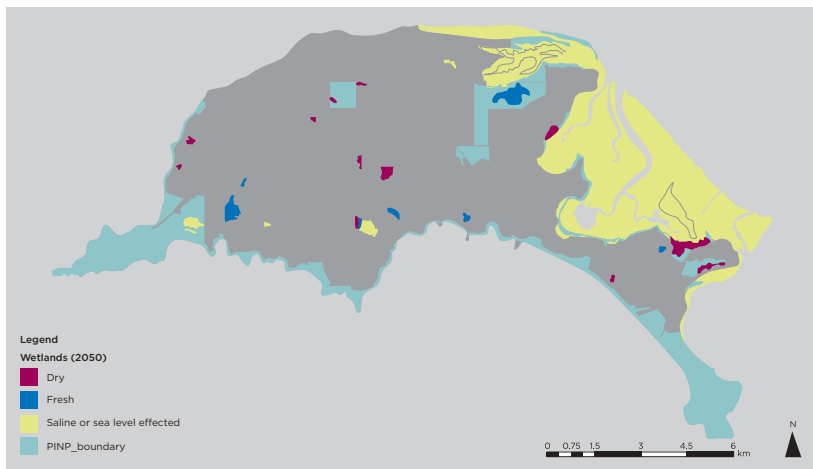 Legend
Wetlands (2050)
Dry
Fresh
Saline or sea level effected
PINP_boundary
N
0 0.75 1.5 3 4.5 6
km